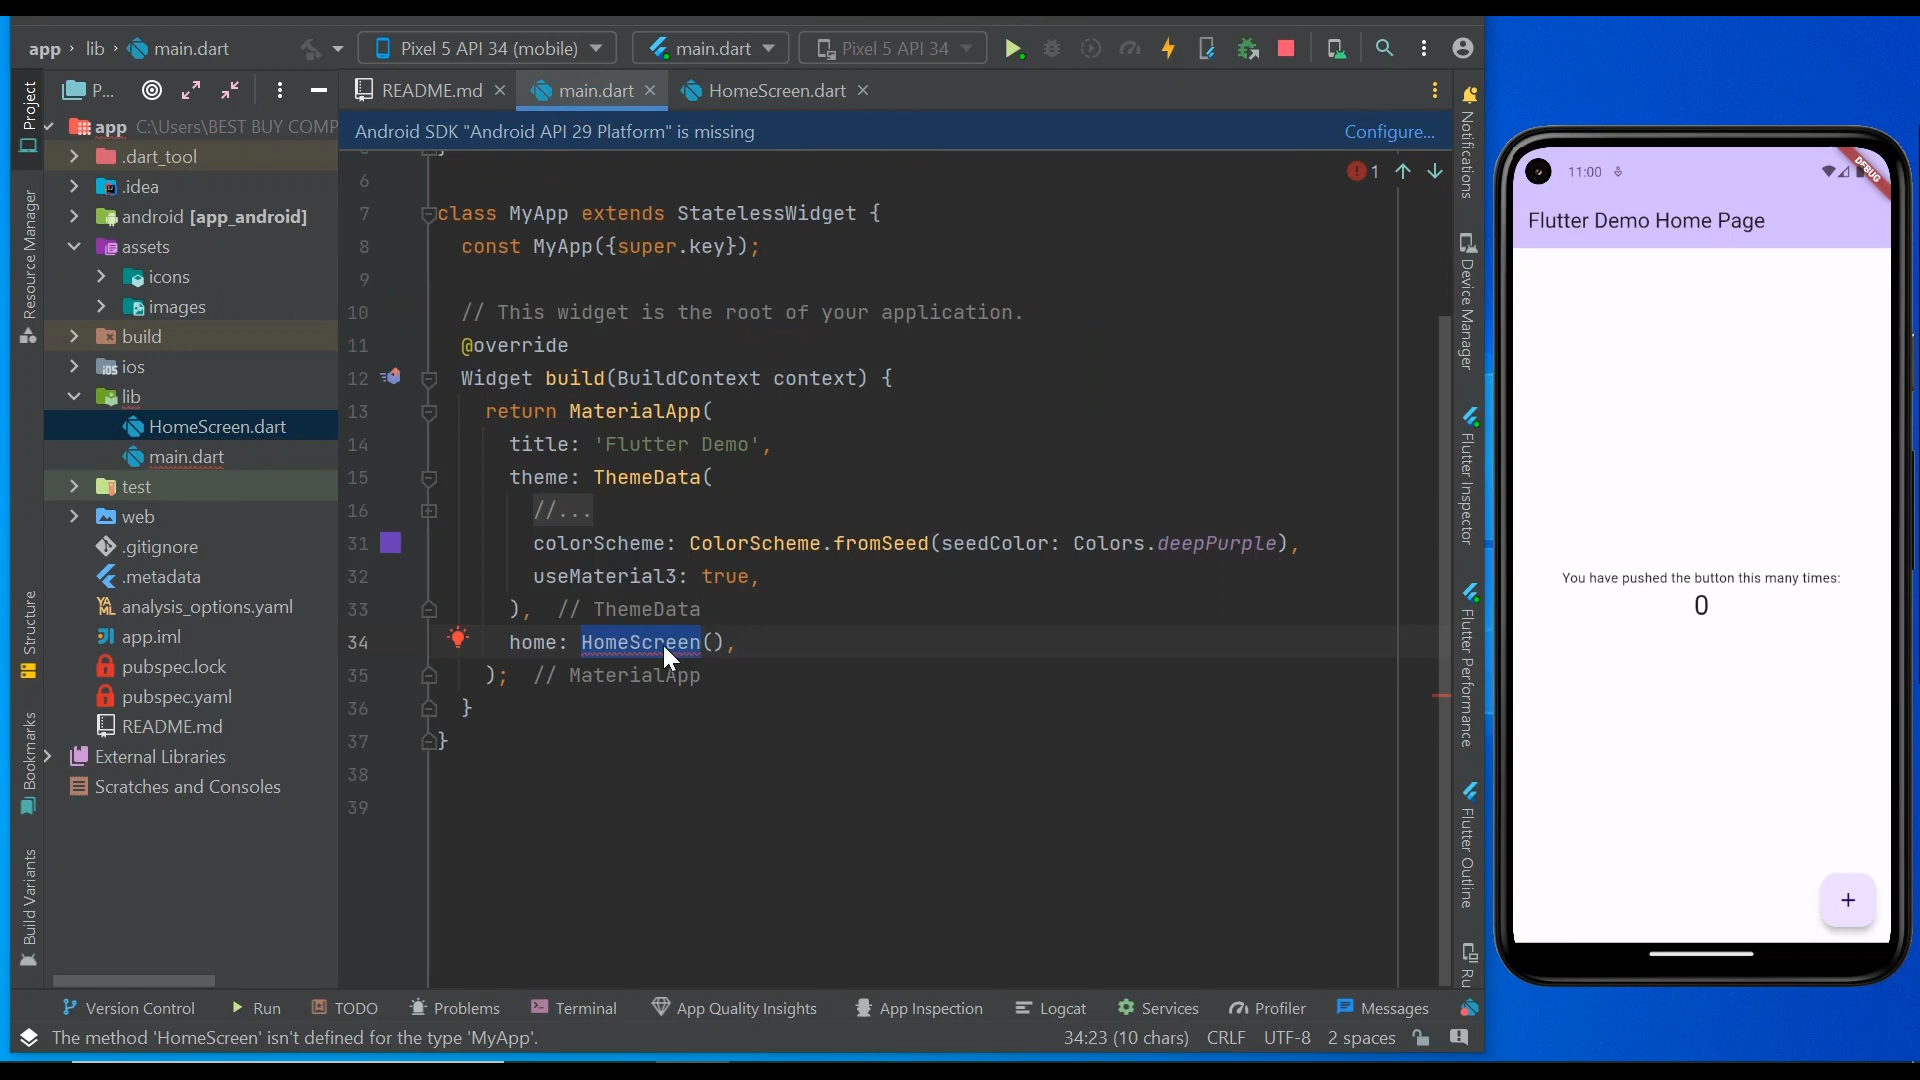 app > lib > main.dart
Pixel 5 API 34 (mobile)
main.dart
Pixel 5 API 34
Project
P...
README.md
main.dart
HomeScreen.dart
Android SDK "Android API 29 Platform" is missing
Configure...
app C:\Users\BEST BUY COMP
.dart_tool
.idea
android [app_android]
assets
icons
images
build
ios
lib
HomeScreen.dart
main.dart
test
web
.gitignore
.metadata
analysis_options.yaml
app.iml
pubspec.lock
pubspec.yaml
README.md
External Libraries
Scratches and Consoles
Resource Manager
Structure
Bookmarks
Build Variants
1
6
7 class MyApp extends StatelessWidget {
8 const MyApp({super.key});
9
10 // This widget is the root of your application.
11 @override
12 Widget build(BuildContext context) {
13 return MaterialApp(
14 title: 'Flutter Demo',
15 theme: ThemeData(
16 //...
31 colorScheme: ColorScheme.fromSeed(seedColor: Colors.deepPurple),
32 useMaterial3: true,
33 ), // ThemeData
34 home: HomeScreen(),
35 ); // MaterialApp
36 }
37 }
38
39
Notifications
Device Manager
Flutter Inspector
Flutter Performance
Flutter Outline
Ru
Version Control
Run
TODO
Problems
Terminal
App Quality Insights
App Inspection
Logcat
Services
Profiler
Messages
The method 'HomeScreen' isn't defined for the type 'MyApp'.
34:23 (10 chars)
CRLF
UTF-8
2 spaces
11:00
DEBUG
Flutter Demo Home Page
You have pushed the button this many times:
0
+